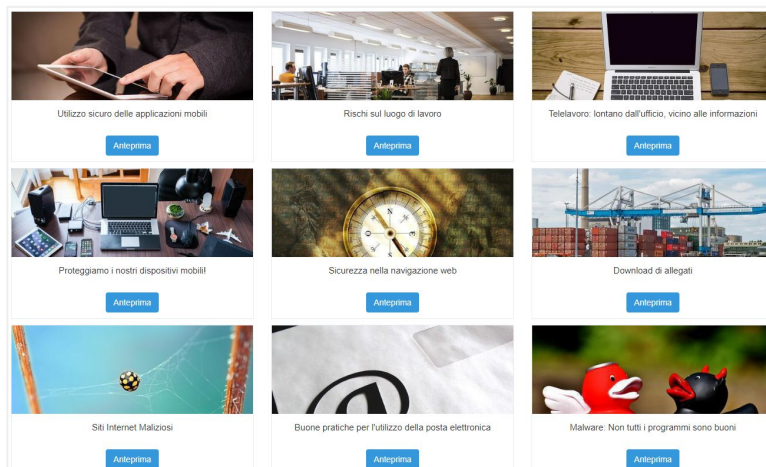 Utilizzo sicuro delle applicazioni mobili
Rischi sul luogo di lavoro
Telelavoro: lontano dall'ufficio, vicino alle informazioni
Anteprima
Anteprima
Anteprima
Proteggiamo i nostri dispositivi mobili!
Sicurezza nella navigazione web
Download di allegati
Anteprima
Anteprima
Anteprima
Siti Internet Maliziosi
Buone pratiche per l'utilizzo della posta elettronica
Malware: Non tutti i programmi sono buoni
Anteprima
Anteprima
Anteprima